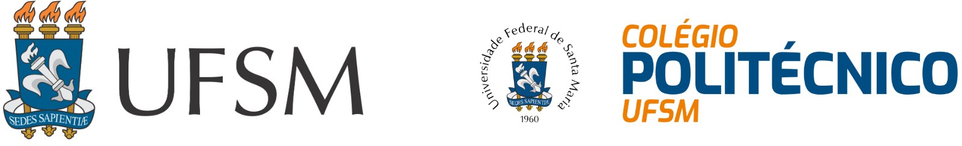 SEDES SAPIENTIÆ
UFSM
Universidade Federal de Santa Maria
SEDES SAPIENTIÆ
1960
COLÉGIO
POLITÉCNICO
UFSM